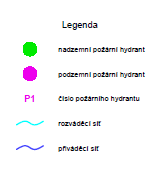 Legenda
nadzemní požární hydrant
podzemní požární hydrant
P1 číslo požárního hydrantu
rozváděcí síť
přiváděcí síť